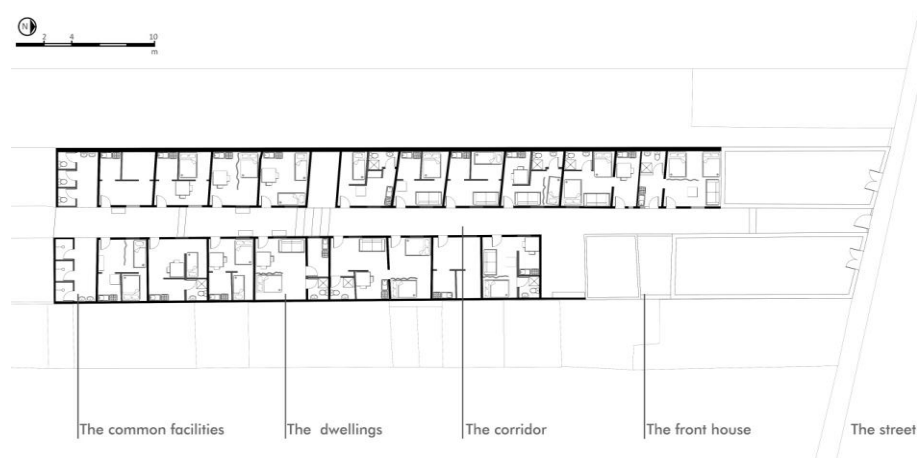 N
2 4 10
m
The common facilities
The dwellings
The corridor
The front house
The street